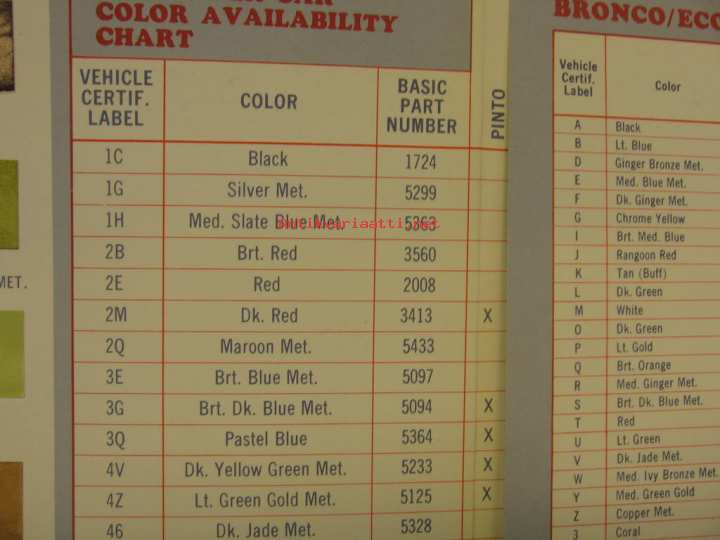 CAR
COLOR AVAILABILITY
CHART
VEHICLE CERTIF. LABEL COLOR BASIC PART NUMBER PINTO
1C Black 1724
1G Silver Met. 5299
1H Med. Slate Blue Met. 5363
2B Brt. Red 3560
2E Red 2008
2M Dk. Red 3413 X
2Q Maroon Met. 5433
3E Brt. Blue Met. 5097
3G Brt. Dk. Blue Met. 5094 X
3Q Pastel Blue 5364 X
4V Dk. Yellow Green Met. 5233 X
4Z Lt. Green Gold Met. 5125 X
46 Dk. Jade Met. 5328
MET.
BRONCO/ECO
Vehicle Certif. Label Color
A Black
B Lt. Blue
D Ginger Bronze Met.
E Med. Blue Met.
F Dk. Ginger Met.
G Chrome Yellow
I Brt. Med. Blue
J Rangoon Red
K Tan (Buff)
L Dk. Green
M White
O Dk. Green
P Lt. Gold
Q Brt. Orange
R Med. Ginger Met.
S Brt. Dk. Blue Met.
T Red
U Lt. Green
V Dk. Jade Met.
W Med. Ivy Bronze Met.
Y Med. Green Gold
Z Copper Met.
3 Coral